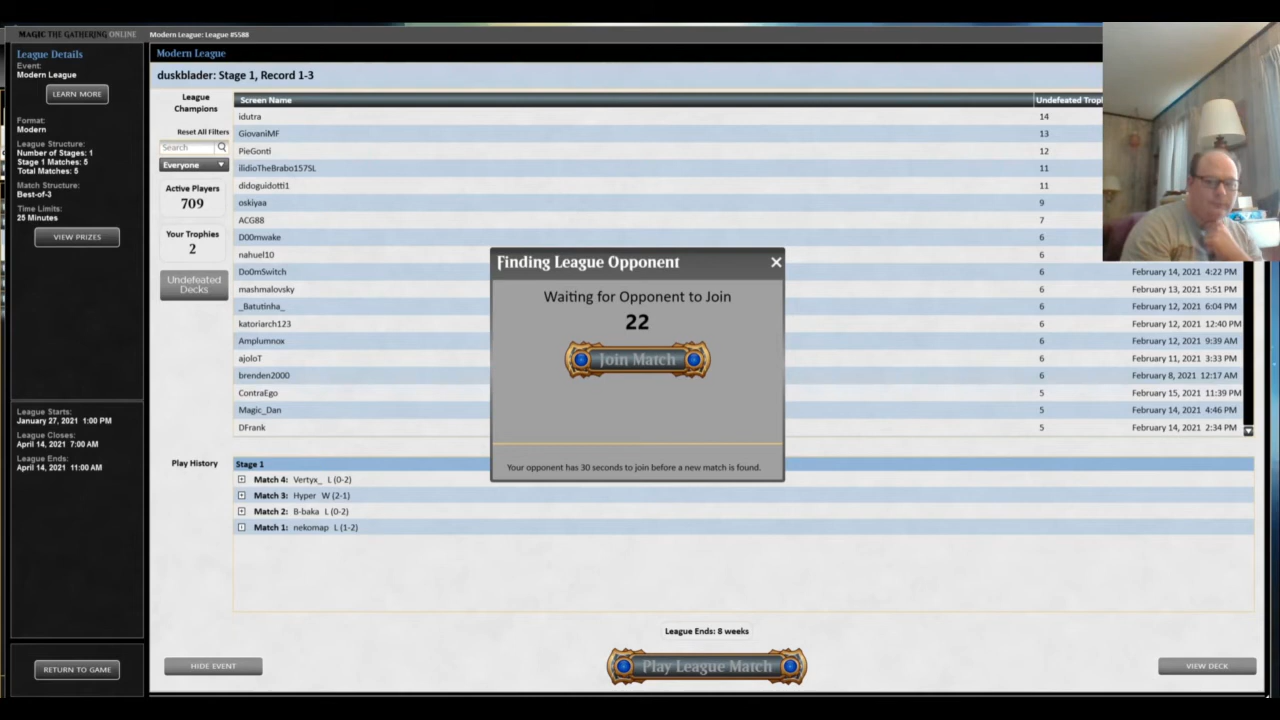 MAGIC THE GATHERING ONLINE
Modern League: League #5588
League Details
Event:
Modern League
LEARN MORE
Format:
Modern
League Structure:
Number of Stages: 1
Stage 1 Matches: 5
Total Matches: 5
Match Structure:
Best-of-3
Time Limits:
25 Minutes
VIEW PRIZES
League Starts:
January 27, 2021 1:00 PM
League Closes:
April 14, 2021 7:00 AM
League Ends:
April 14, 2021 11:00 AM
RETURN TO GAME
Modern League
duskblader: Stage 1, Record 1-3
League
Champions
Reset All Filters
Search
Everyone
Active Players
709
Your Trophies
2
Undefeated
Decks
Screen Name Undefeated Trop
idutra 14
GiovaniMF 13
PieGonti 12
ilidioTheBrabo157SL 11
didoguidotti1 11
oskiyaa 9
ACG88 7
D00mwake 6
nahuel10 6
Do0mSwitch 6 February 14, 2021 4:22 PM
mashmalovsky 6 February 13, 2021 5:51 PM
_Batutinha_ 6 February 12, 2021 6:04 PM
katoriarch123 6 February 12, 2021 12:40 PM
Amplumnox 6 February 12, 2021 9:39 AM
ajoloT 6 February 11, 2021 3:33 PM
brenden2000 6 February 8, 2021 12:17 AM
ContraEgo 5 February 15, 2021 11:39 PM
Magic_Dan 5 February 14, 2021 4:46 PM
DFrank 5 February 14, 2021 2:34 PM
Finding League Opponent
Waiting for Opponent to Join
22
Join Match
Your opponent has 30 seconds to join before a new match is found.
Play History
Stage 1
Match 4: Vertyx_ L (0-2)
Match 3: Hyper W (2-1)
Match 2: B-baka L (0-2)
Match 1: nekomap L (1-2)
League Ends: 8 weeks
HIDE EVENT
Play League Match
VIEW DECK